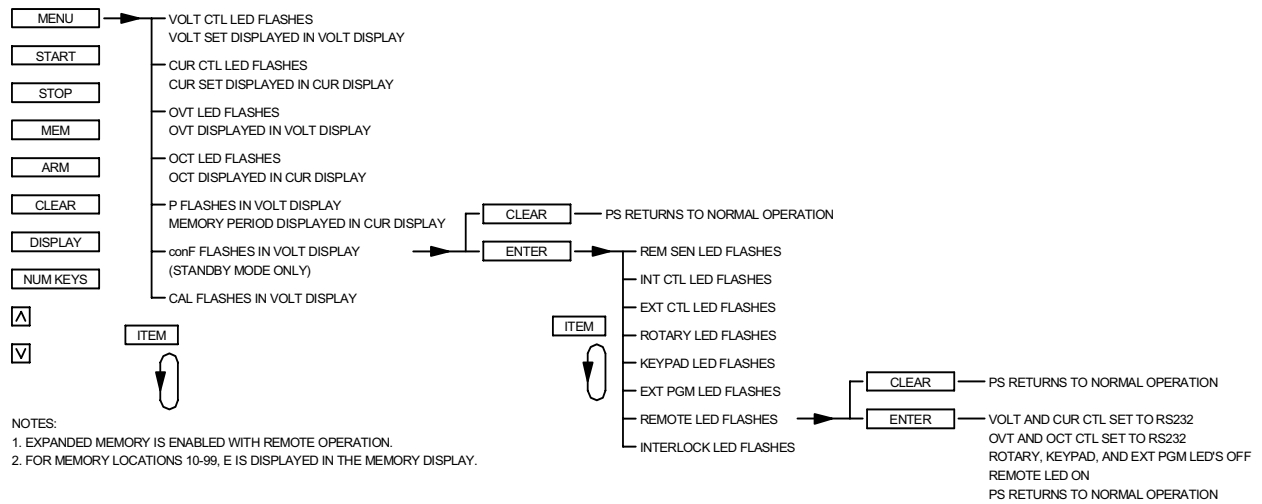 MENU
START
STOP
MEM
ARM
CLEAR
DISPLAY
NUM KEYS
VOLT CTL LED FLASHES
VOLT SET DISPLAYED IN VOLT DISPLAY
CUR CTL LED FLASHES
CUR SET DISPLAYED IN CUR DISPLAY
OVT LED FLASHES
OVT DISPLAYED IN VOLT DISPLAY
OCT LED FLASHES
OCT DISPLAYED IN CUR DISPLAY
P FLASHES IN VOLT DISPLAY
MEMORY PERIOD DISPLAYED IN CUR DISPLAY
conF FLASHES IN VOLT DISPLAY
(STANDBY MODE ONLY)
CAL FLASHES IN VOLT DISPLAY
ITEM
CLEAR
PS RETURNS TO NORMAL OPERATION
ENTER
REM SEN LED FLASHES
INT CTL LED FLASHES
EXT CTL LED FLASHES
ROTARY LED FLASHES
KEYPAD LED FLASHES
EXT PGM LED FLASHES
REMOTE LED FLASHES
INTERLOCK LED FLASHES
ITEM
CLEAR
PS RETURNS TO NORMAL OPERATION
ENTER
VOLT AND CUR CTL SET TO RS232
OVT AND OCT CTL SET TO RS232
ROTARY, KEYPAD, AND EXT PGM LED'S OFF
REMOTE LED ON
PS RETURNS TO NORMAL OPERATION
NOTES:
1. EXPANDED MEMORY IS ENABLED WITH REMOTE OPERATION.
2. FOR MEMORY LOCATIONS 10-99, E IS DISPLAYED IN THE MEMORY DISPLAY.